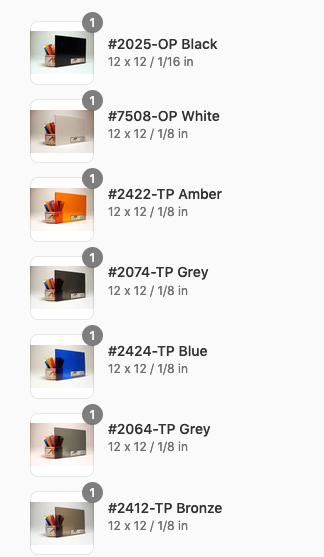 1
#2025-OP Black
12 x 12 / 1/16 in
1
#7508-OP White
12 x 12 / 1/8 in
1
#2422-TP Amber
12 x 12 / 1/8 in
1
#2074-TP Grey
12 x 12 / 1/8 in
1
#2424-TP Blue
12 x 12 / 1/8 in
1
#2064-TP Grey
12 x 12 / 1/8 in
1
#2412-TP Bronze
12 x 12 / 1/8 in